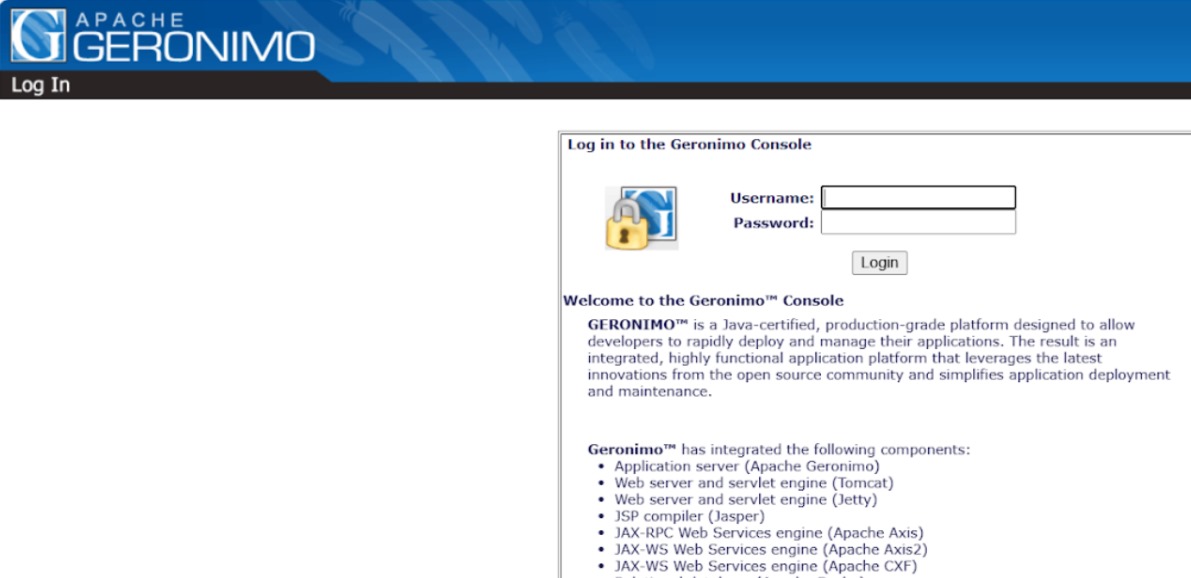 APACHE
GERONIMO
Log In
Log in to the Geronimo Console
Username:
Password:
Login
Welcome to the Geronimo™ Console
GERONIMO™ is a Java-certified, production-grade platform designed to allow
developers to rapidly deploy and manage their applications. The result is an
integrated, highly functional application platform that leverages the latest
innovations from the open source community and simplifies application deployment
and maintenance.
Geronimo™ has integrated the following components:
• Application server (Apache Geronimo)
• Web server and servlet engine (Tomcat)
• Web server and servlet engine (Jetty)
• JSP compiler (Jasper)
• JAX-RPC Web Services engine (Apache Axis)
• JAX-WS Web Services engine (Apache Axis2)
• JAX-WS Web Services engine (Apache CXF)